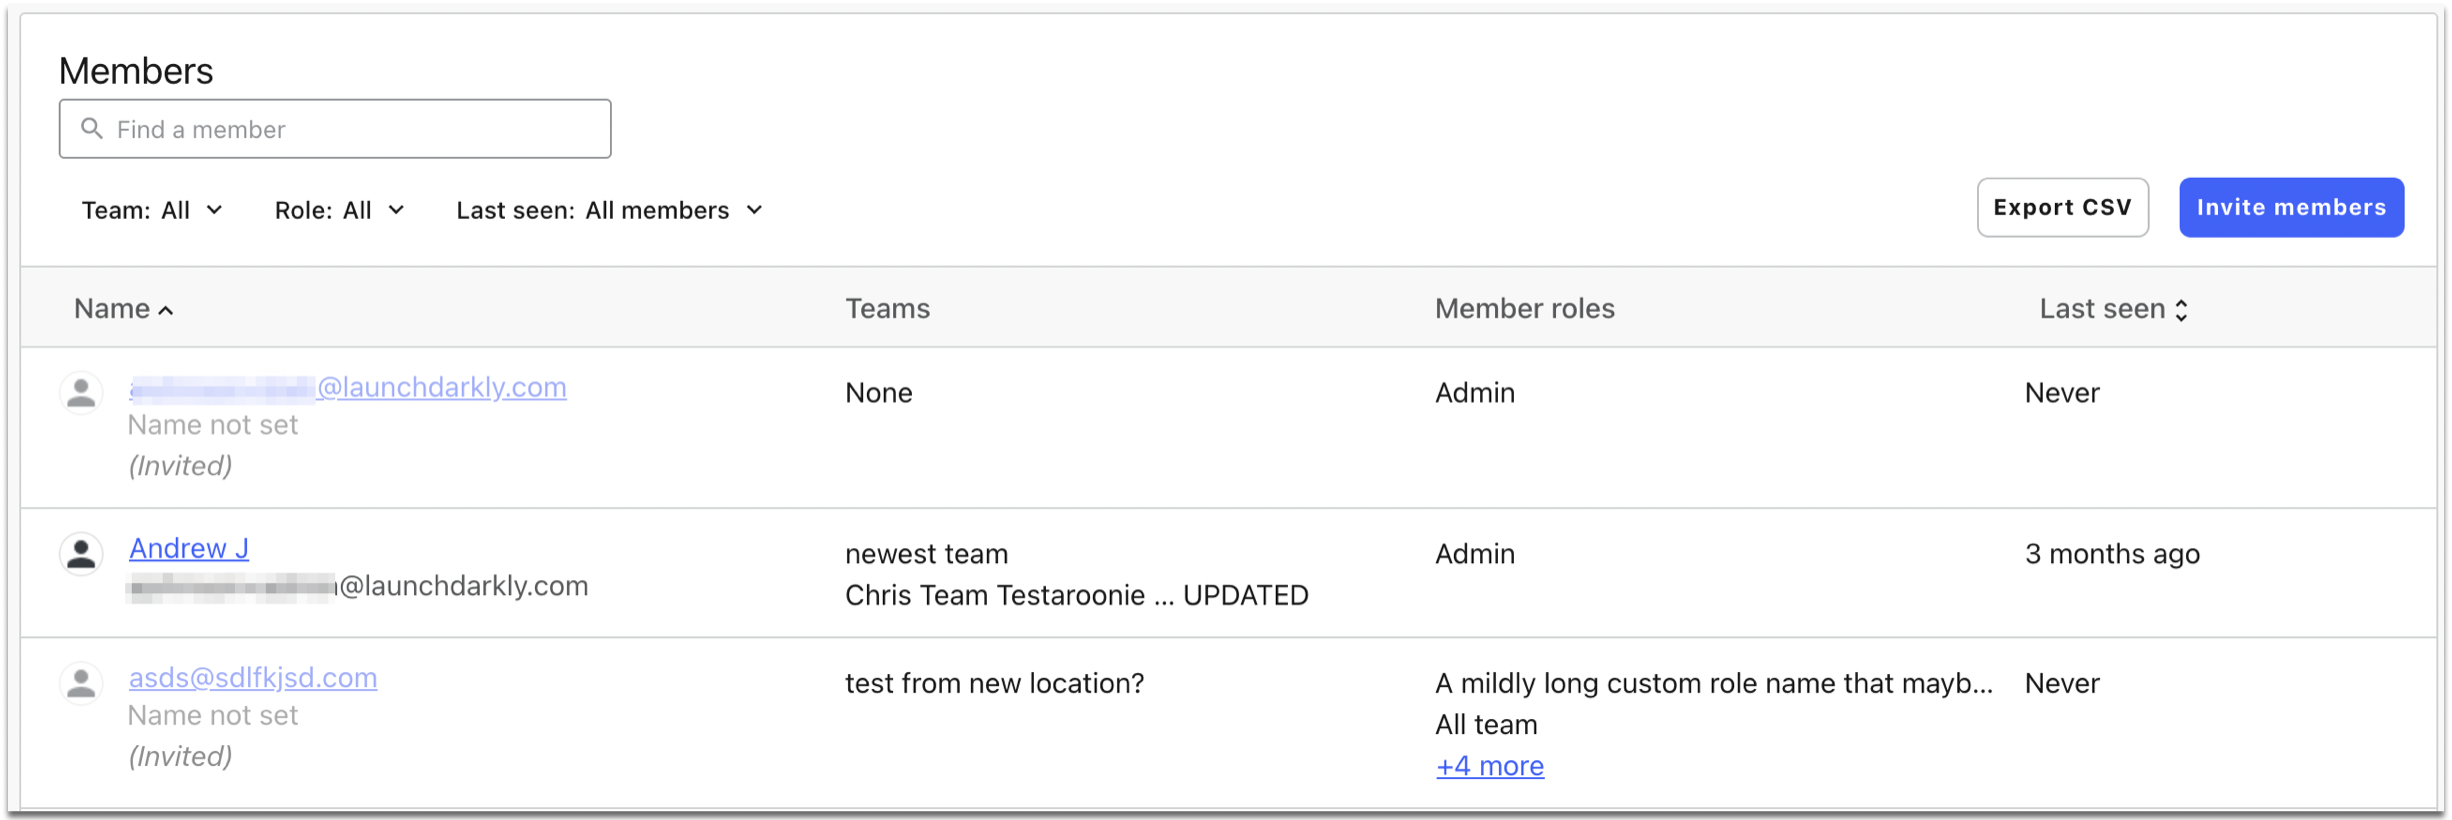 Members
Find a member
Team: All Role: All Last seen: All members Export CSV Invite members
Name Teams Member roles Last seen
@launchdarkly.com None Admin Never
Name not set
(Invited)
Andrew J newest team Admin 3 months ago
@launchdarkly.com Chris Team Testaroonie ... UPDATED
asds@sdlfkjsd.com test from new location? A mildly long custom role name that mayb... Never
Name not set All team
(Invited) +4 more